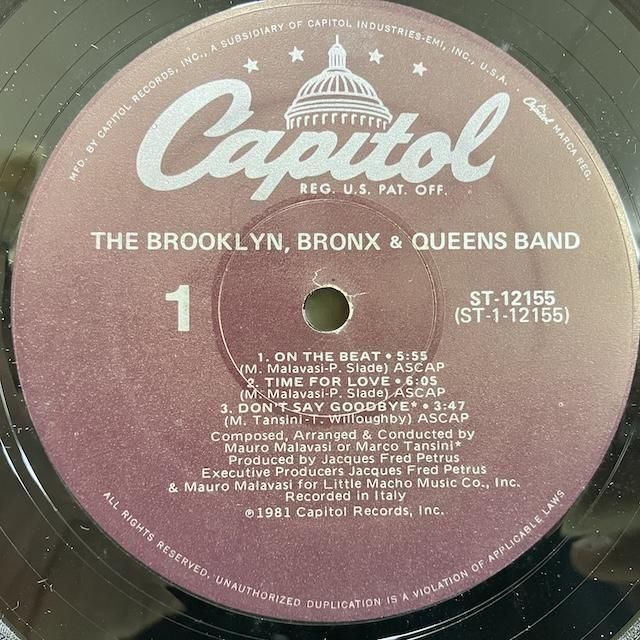 MFD. BY CAPITOL RECORDS, INC., A SUBSIDIARY OF CAPITOL INDUSTRIES-EMI, INC., U.S.A. · Capitol MARCA REG.
Capitol
REG. U.S. PAT. OFF.
THE BROOKLYN, BRONX & QUEENS BAND
1
ST-12155
(ST-1-12155)
1. ON THE BEAT • 5:55
(M. Malavasi-P. Slade) ASCAP
2. TIME FOR LOVE • 6:05
(M. Malavasi-P. Slade) ASCAP
3. DON'T SAY GOODBYE* • 3:47
(M. Tansini-T. Willoughby) ASCAP
Composed, Arranged & Conducted by
Mauro Malavasi or Marco Tansini*
Produced by Jacques Fred Petrus
Executive Producers Jacques Fred Petrus
& Mauro Malavasi for Little Macho Music Co., Inc.
Recorded in Italy
℗1981 Capitol Records, Inc.
ALL RIGHTS RESERVED. UNAUTHORIZED DUPLICATION IS A VIOLATION OF APPLICABLE LAWS